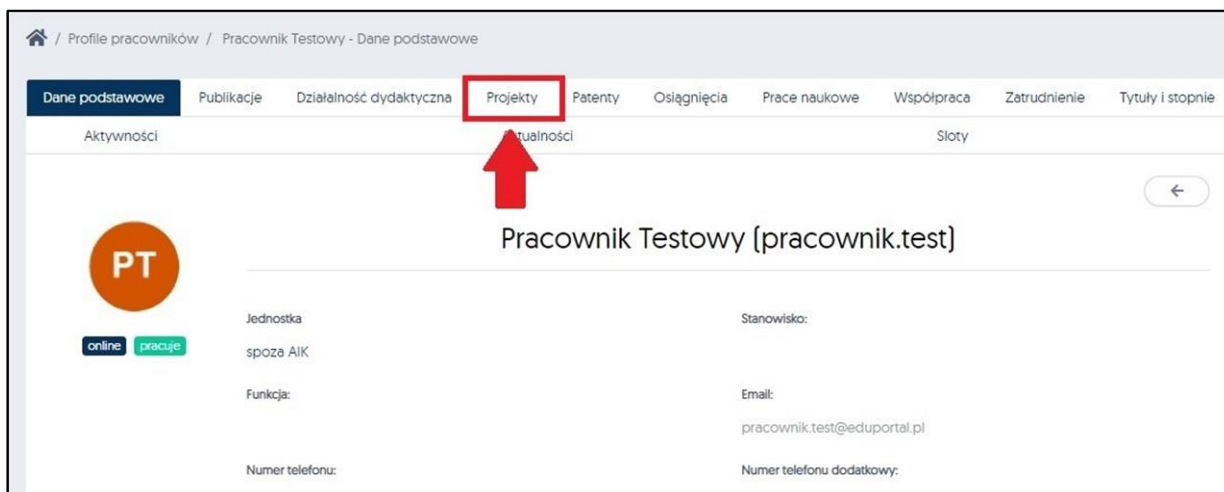 / Profile pracowników / Pracownik Testowy - Dane podstawowe
Dane podstawowe Publikacje Działalność dydaktyczna Projekty Patenty Osiągnięcia Prace naukowe Współpraca Zatrudnienie Tytuły i stopnie
Aktywności Aktualności Sloty
Pracownik Testowy (pracownik.test)
PT
online pracuje
Jednostka Stanowisko:
spoza AIK
Funkcja: Email:
pracownik.test@eduportal.pl
Numer telefonu: Numer telefonu dodatkowy: